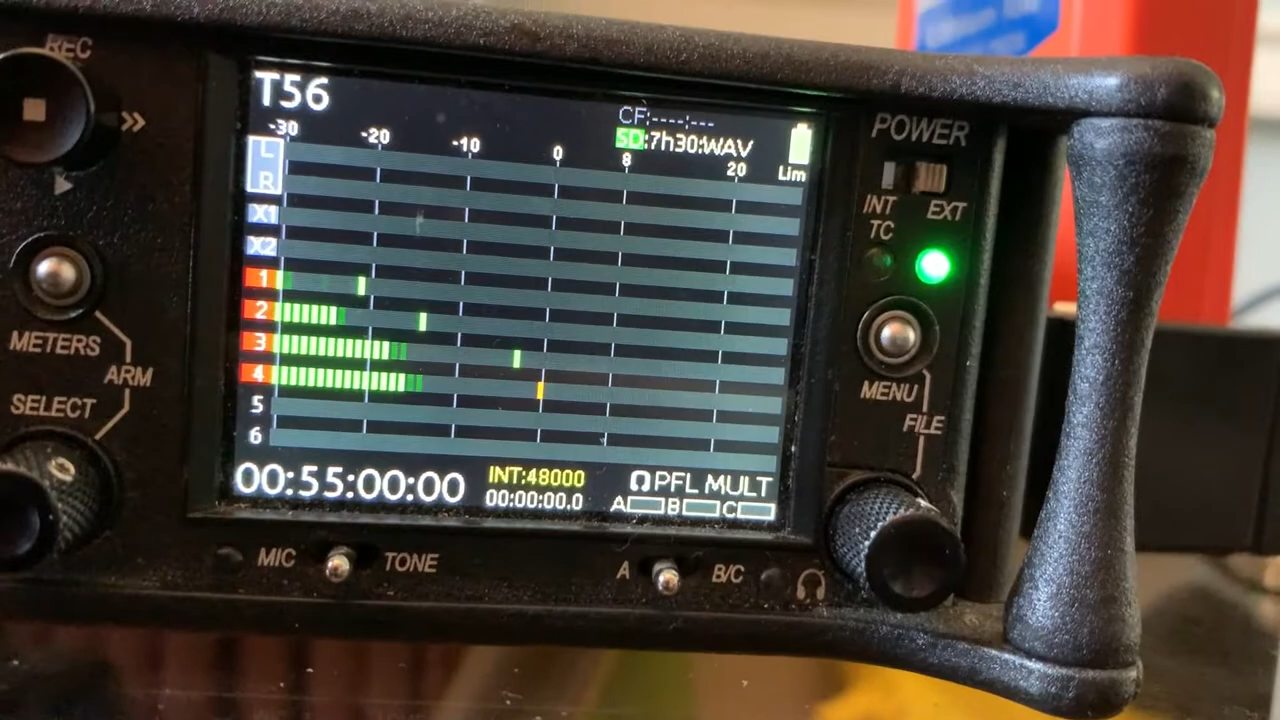 REC
T56
CF:----:---
SD:7h30:WAV
-30 -20 -10 0 8 20 Lim
L
R
X1
X2
1
2
3
4
5
6
00:55:00:00
INT:48000
00:00:00.0
PFL MULT
A B C
METERS
ARM
SELECT
POWER
INT EXT
TC
MENU
FILE
MIC TONE
A B/C